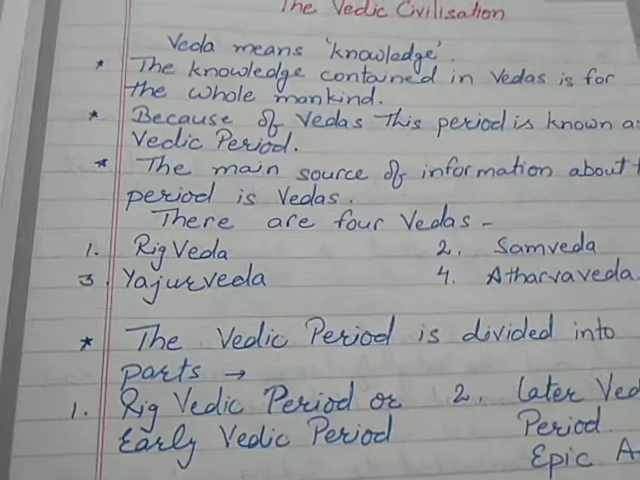 The Vedic Civilisation
Veda means 'knowledge'.
* The knowledge contained in Vedas is for
the whole mankind.
* Because of Vedas This period is known a
Vedic Period.
* The main source of information about t
period is Vedas.
There are four Vedas -
1. Rig Veda 2. Samveda
3. Yajurveda 4. Atharvaveda.
* The Vedic Period is divided into
parts →
1. Rig Vedic Period or 2. Later Ved
Early Vedic Period Period
Epic A